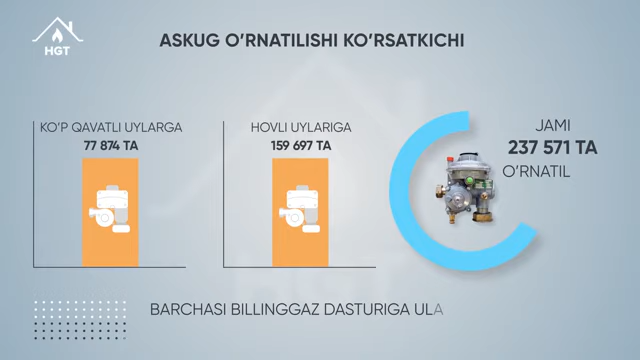 HGT
ASKUG O’RNATILISHI KO’RSATKICHI
KO’P QAVATLI UYLARGA
77 874 TA
HOVLI UYLARIGA
159 697 TA
JAMI
237 571 TA
O’RNATIL
BARCHASI BILLINGGAZ DASTURIGA ULA